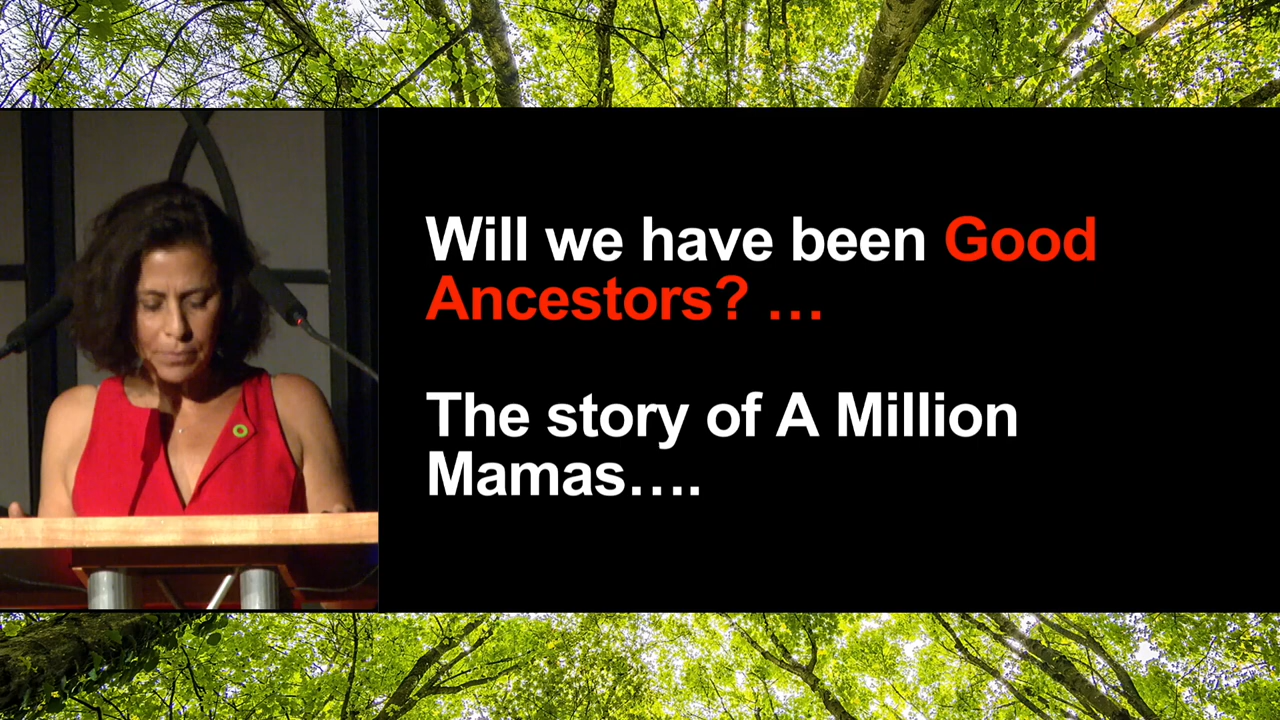 Will we have been Good
Ancestors? …
The story of A Million
Mamas….